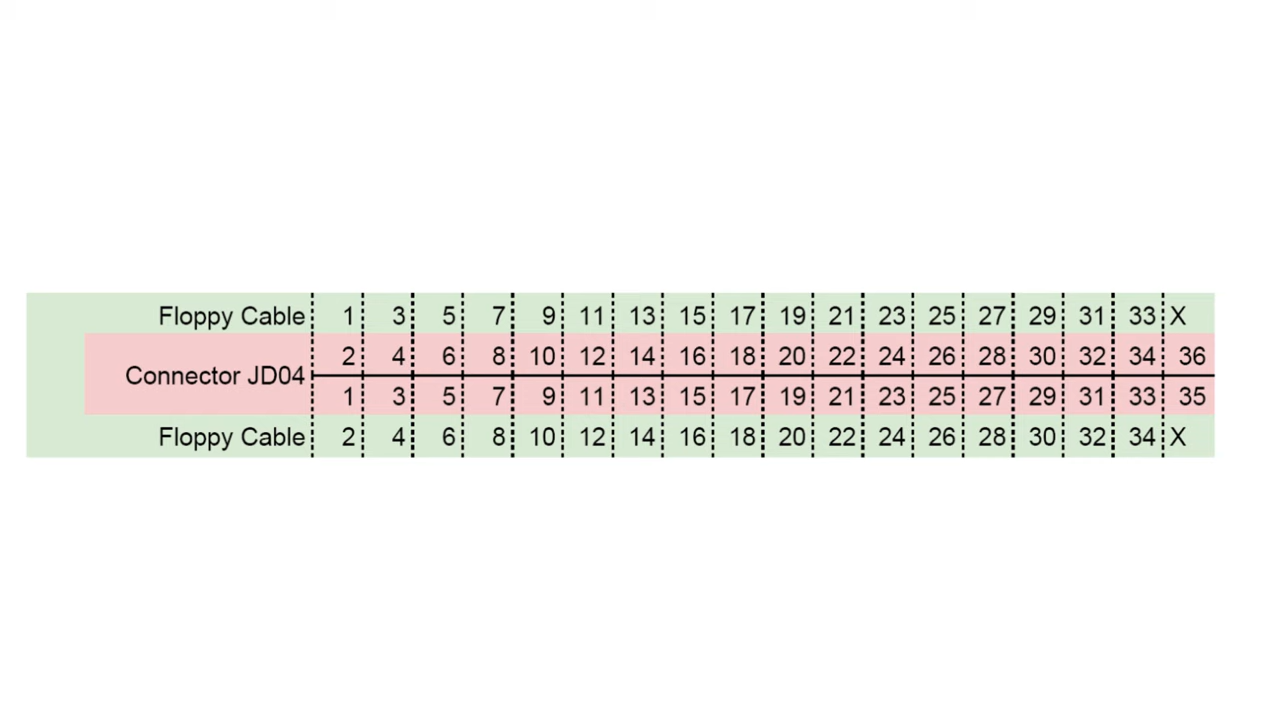 Floppy Cable 1 3 5 7 9 11 13 15 17 19 21 23 25 27 29 31 33 X
2 4 6 8 10 12 14 16 18 20 22 24 26 28 30 32 34 36
Connector JD04
1 3 5 7 9 11 13 15 17 19 21 23 25 27 29 31 33 35
Floppy Cable 2 4 6 8 10 12 14 16 18 20 22 24 26 28 30 32 34 X